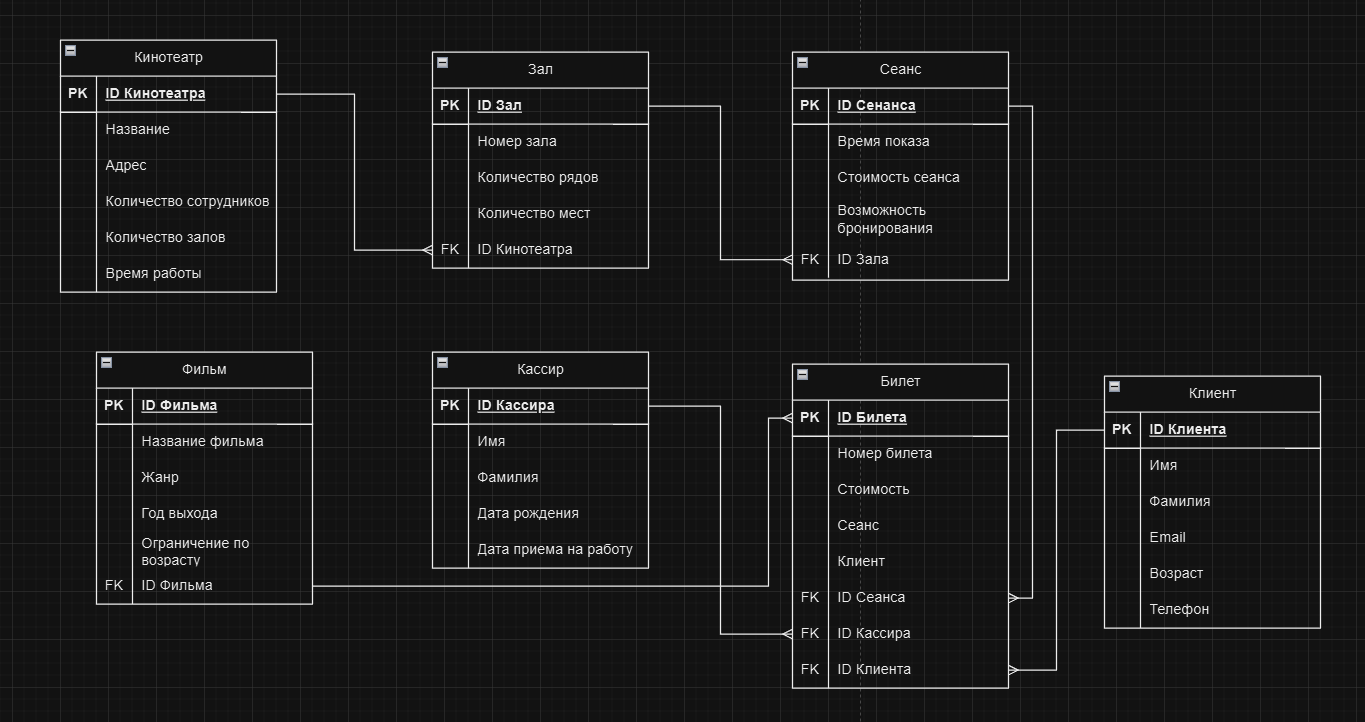 Кинотеатр
PK ID Кинотеатра
Название
Адрес
Количество сотрудников
Количество залов
Время работы
Зал
PK ID Зал
Номер зала
Количество рядов
Количество мест
FK ID Кинотеатра
Сеанс
PK ID Сенанса
Время показа
Стоимость сеанса
Возможность
бронирования
FK ID Зала
Фильм
PK ID Фильма
Название фильма
Жанр
Год выхода
Ограничение по
возрасту
FK ID Фильма
Кассир
PK ID Кассира
Имя
Фамилия
Дата рождения
Дата приема на работу
Билет
PK ID Билета
Номер билета
Стоимость
Сеанс
Клиент
FK ID Сеанса
FK ID Кассира
FK ID Клиента
Клиент
PK ID Клиента
Имя
Фамилия
Email
Возраст
Телефон